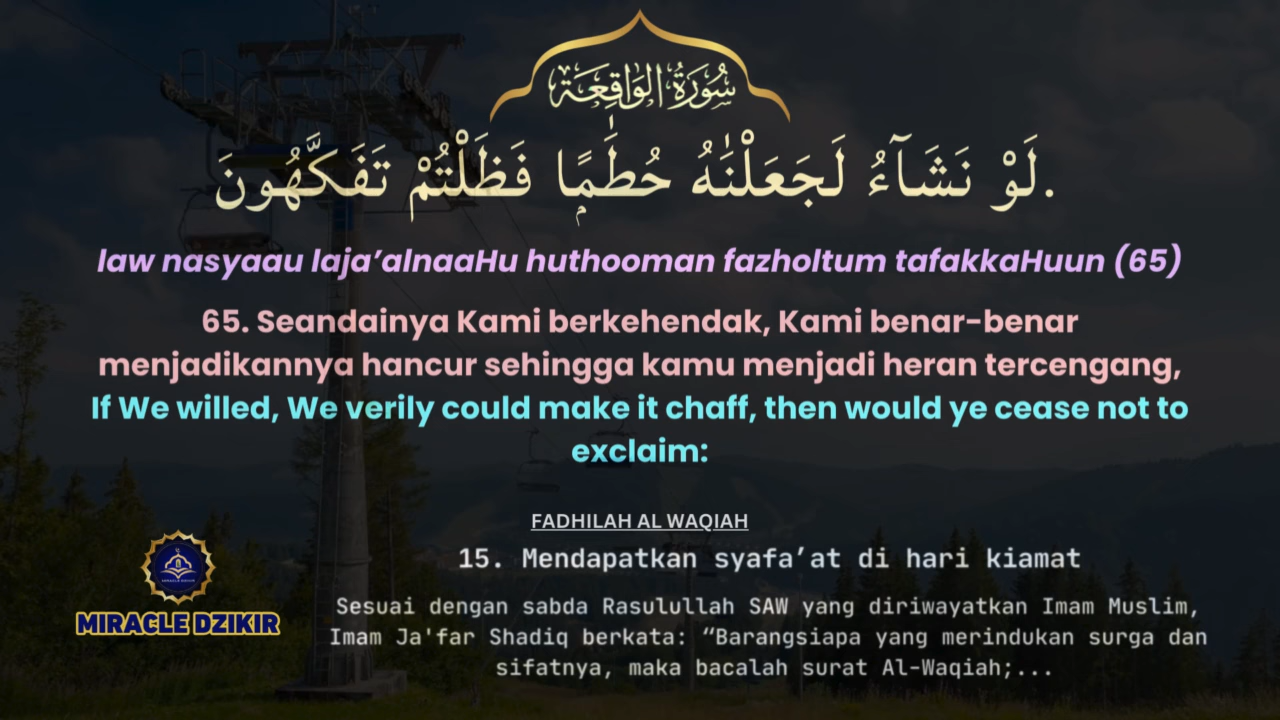 سُورَةُ الوَاقِعَة
لَوْ نَشَآءُ لَجَعَلْنَٰهُ حُطَٰمًۭا فَظَلْتُمْ تَفَكَّهُونَ.
law nasyaau laja’alnaaHu huthooman fazholtum tafakkaHuun (65)
65. Seandainya Kami berkehendak, Kami benar-benar
menjadikannya hancur sehingga kamu menjadi heran tercengang,
If We willed, We verily could make it chaff, then would ye cease not to
exclaim:
FADHILAH AL WAQIAH
15. Mendapatkan syafa’at di hari kiamat
Sesuai dengan sabda Rasulullah SAW yang diriwayatkan Imam Muslim,
Imam Ja'far Shadiq berkata: “Barangsiapa yang merindukan surga dan
sifatnya, maka bacalah surat Al-Waqiah;...
MIRACLE DZIKIR
MIRACLE DZIKIR